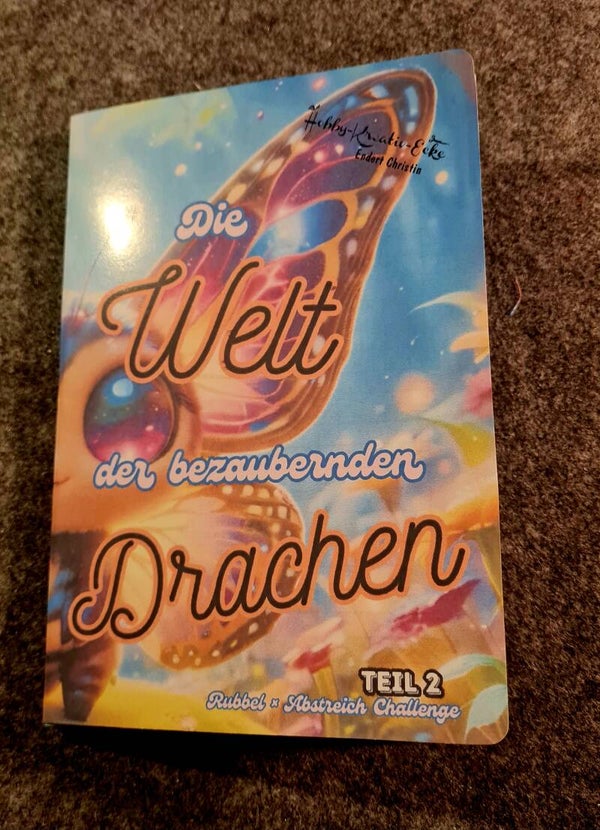 Hobby-Kreativ-Ecke
Endert Christin
Die
Welt
der bezaubernden
Drachen
TEIL 2
Rubbel × Abstreich Challenge